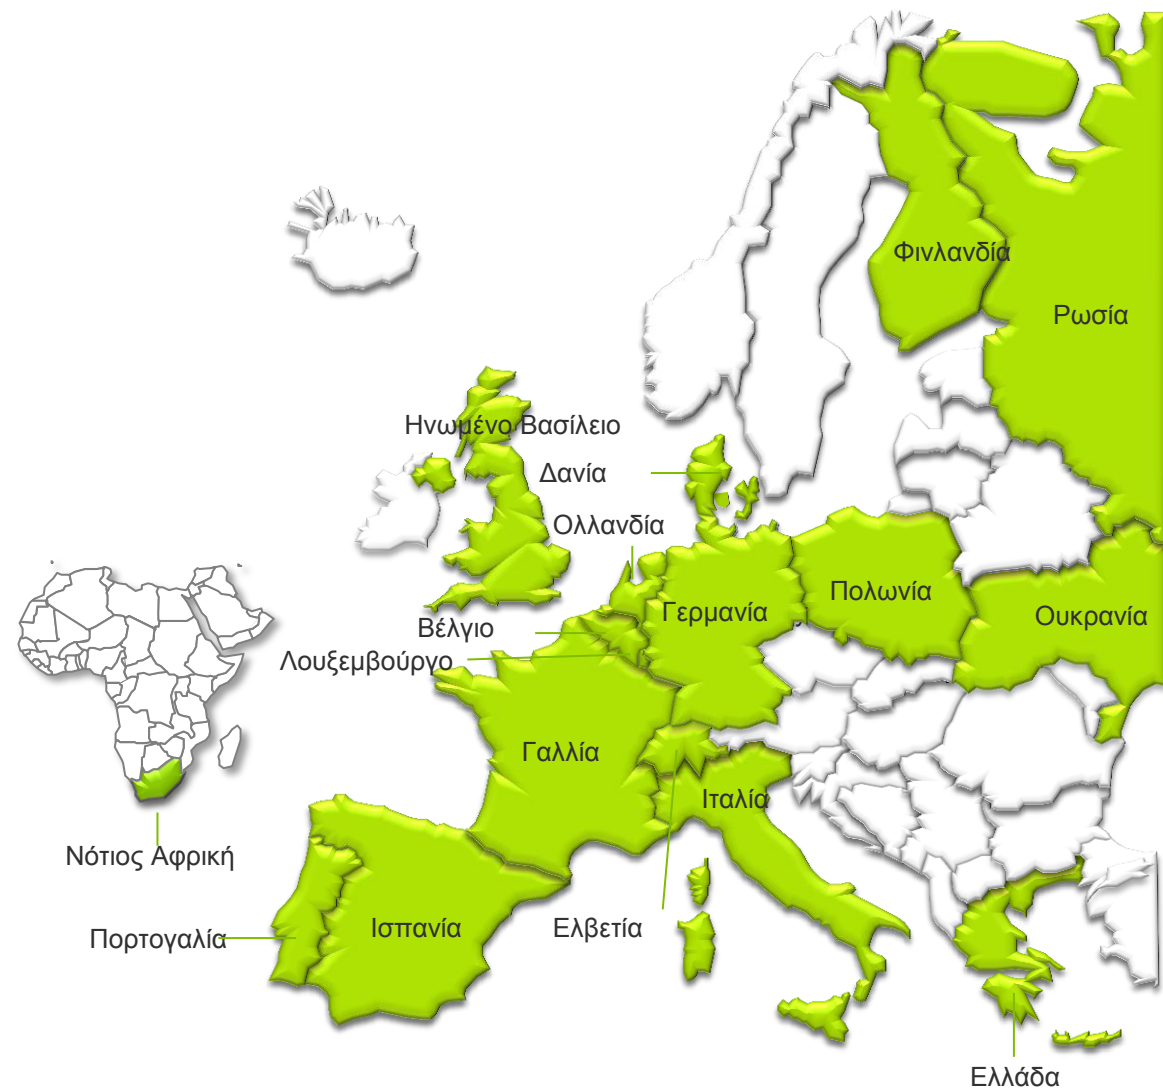 Φινλανδία
Ρωσία
Ηνωμένο Βασίλειο
Δανία
Ολλανδία
Πολωνία
Γερμανία
Ουκρανία
Βέλγιο
Λουξεμβούργο
Γαλλία
Ιταλία
Νότιος Αφρική
Ισπανία
Ελβετία
Πορτογαλία
Ελλάδα